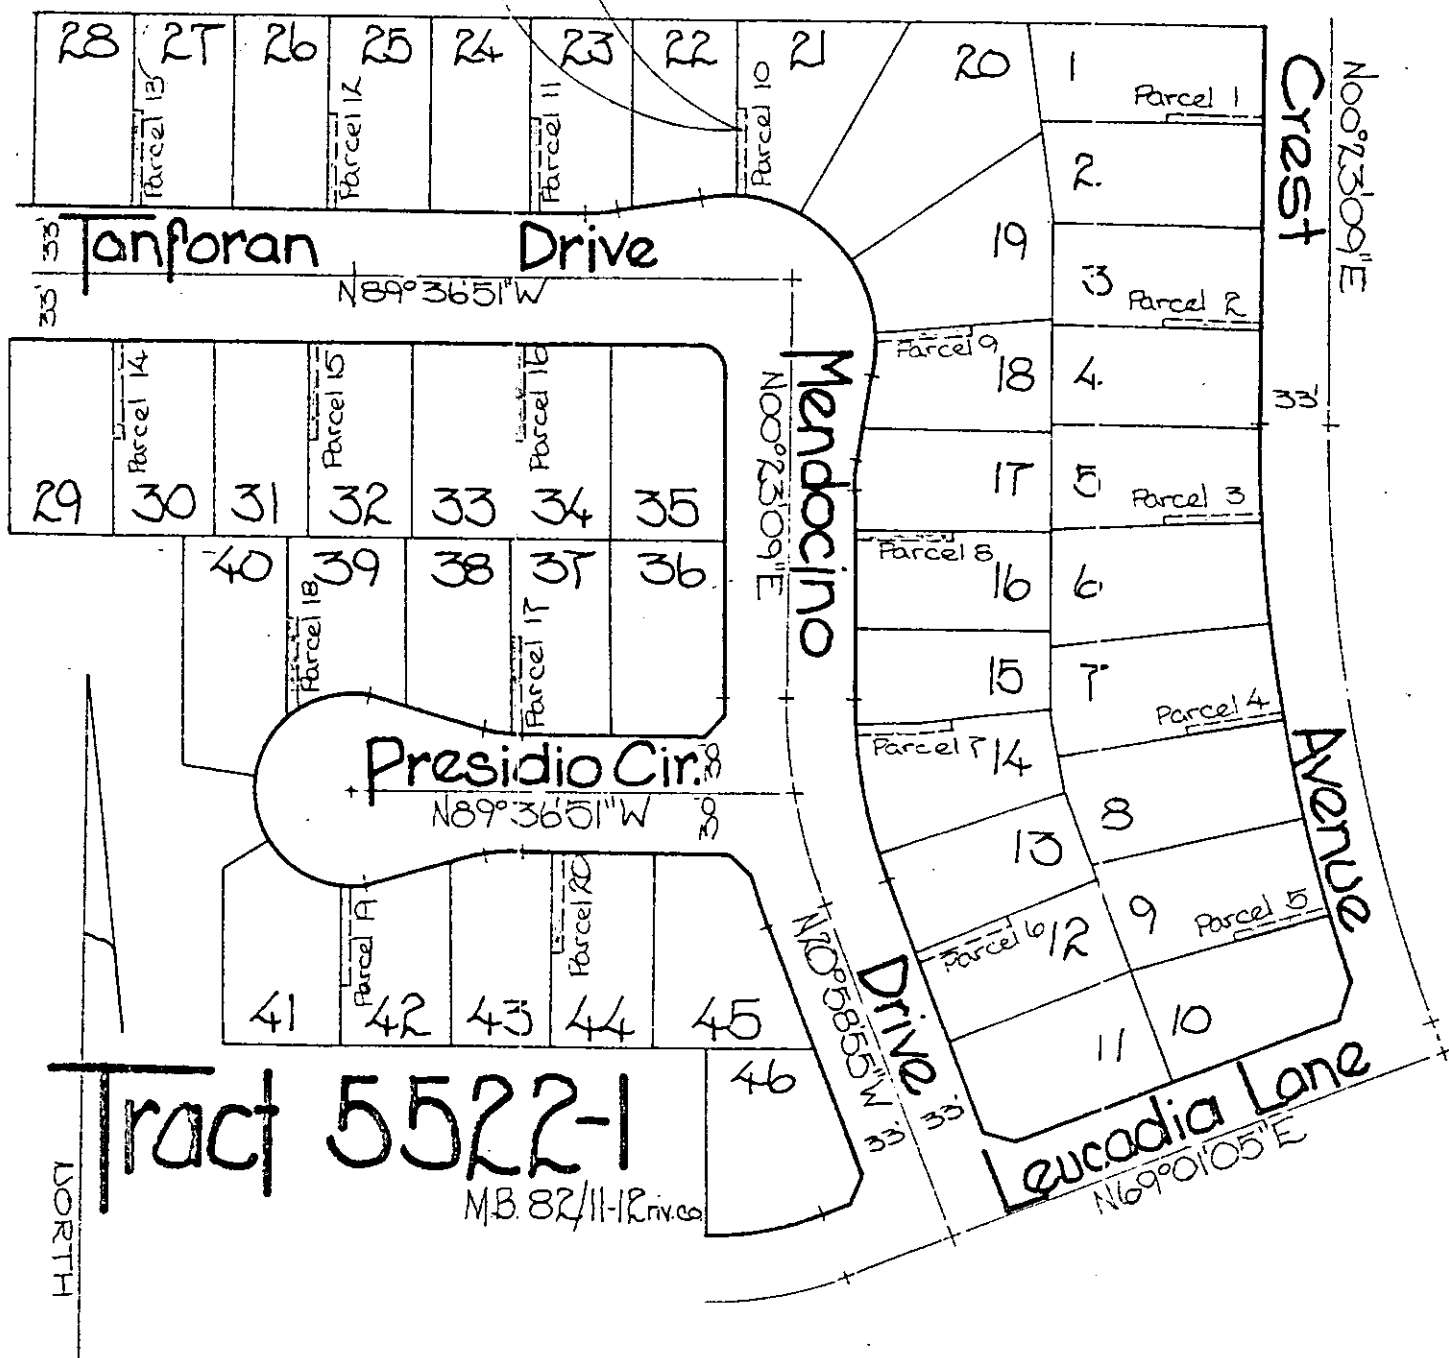 28 27 26 25 24 23 22 21 20 1
Parcel 13
Parcel 12
Parcel 11
Parcel 10
Parcel 1
2.
19 3
Parcel 2
Crest
N00°23'09"E
33'
33'
Tanforan Drive
N89°36'51"W
Parcel 9
18 4.
33'
Parcel 14
Parcel 15
Parcel 16
Mendocino
N00°23'09"E
29 30 31 32 33 34 35
17 5
Parcel 3
Parcel 8
16 6.
40 39 38 37 36
Parcel 18
Parcel 17
15 7
Parcel 4
Parcel 7
14
Presidio Cir.
30'
30'
N89°36'51"W
13 8
Avenue
Parcel 19
Parcel 20
9
Parcel 5
Parcel 6
12
N20°58'55"W
Drive
41 42 43 44 45
11 10
46
33' 33'
Leucadia Lane
N69°01'05"E
Tract 5522-1
M.B. 82/11-12 riv. co.
NORTH